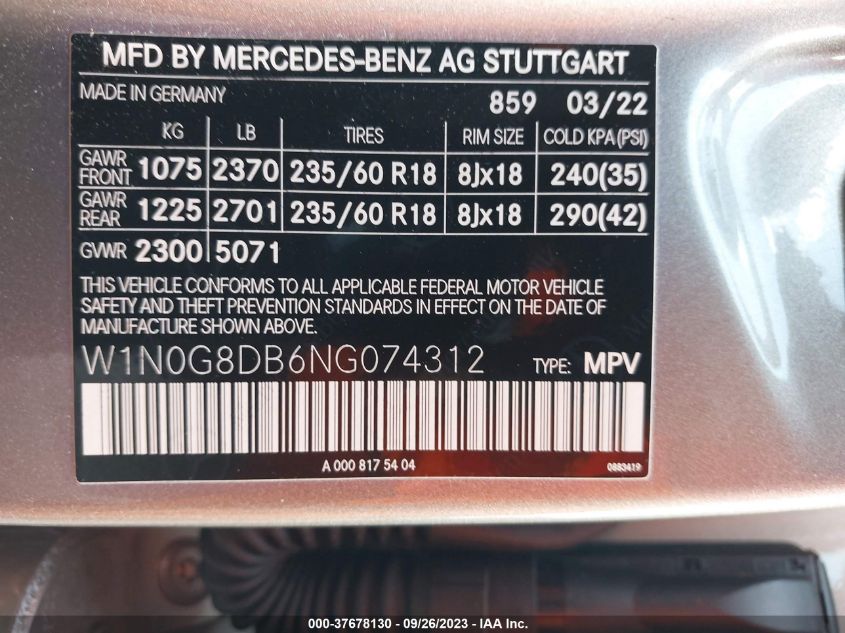 MFD BY MERCEDES-BENZ AG STUTTGART
MADE IN GERMANY 859 03/22
KG LB TIRES RIM SIZE COLD KPA(PSI)
GAWR FRONT 1075 2370 235/60 R18 8Jx18 240(35)
GAWR REAR 1225 2701 235/60 R18 8Jx18 290(42)
GVWR 2300 5071
THIS VEHICLE CONFORMS TO ALL APPLICABLE FEDERAL MOTOR VEHICLE
SAFETY AND THEFT PREVENTION STANDARDS IN EFFECT ON THE DATE OF
MANUFACTURE SHOWN ABOVE.
W1N0G8DB6NG074312 TYPE: MPV
A 000 817 54 04 0883419
000-37678130 - 09/26/2023 - IAA Inc.